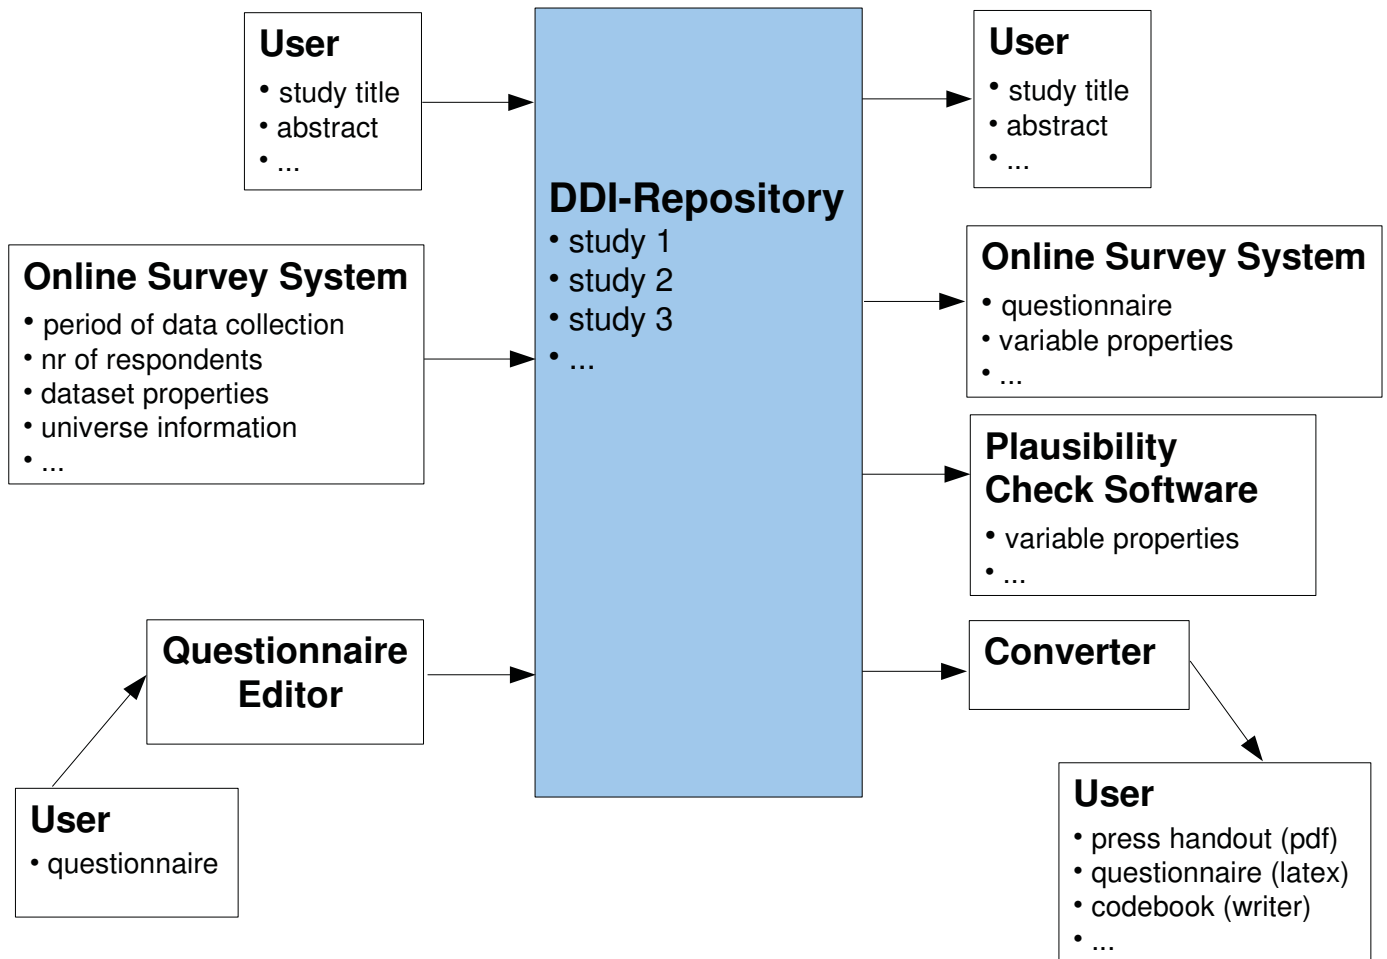 User
• study title
• abstract
• ...
Online Survey System
• period of data collection
• nr of respondents
• dataset properties
• universe information
• ...
Questionnaire
Editor
User
• questionnaire
DDI-Repository
• study 1
• study 2
• study 3
• ...
User
• study title
• abstract
• ...
Online Survey System
• questionnaire
• variable properties
• ...
Plausibility
Check Software
• variable properties
• ...
Converter
User
• press handout (pdf)
• questionnaire (latex)
• codebook (writer)
• ...